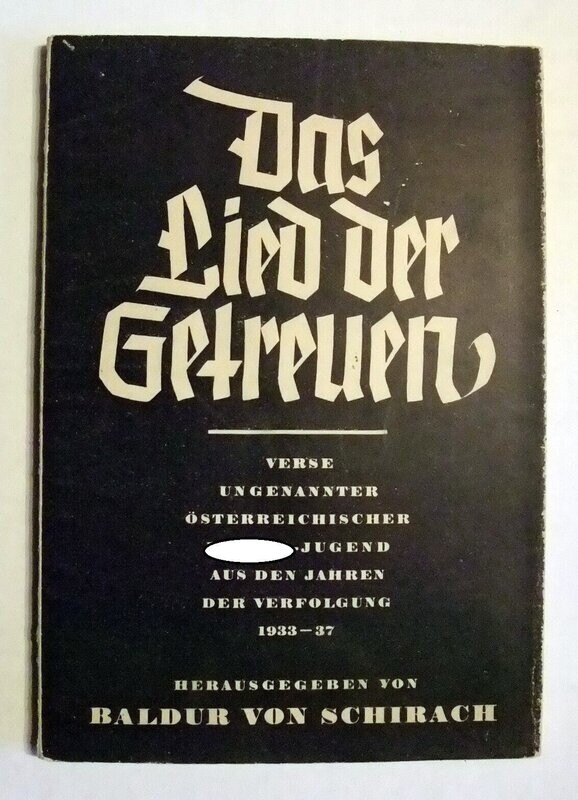 Das
Lied der
Getreuen
VERSE
UNGENANNTER
ÖSTERREICHISCHER
-JUGEND
AUS DEN JAHREN
DER VERFOLGUNG
1933–37
HERAUSGEGEBEN VON
BALDUR VON SCHIRACH